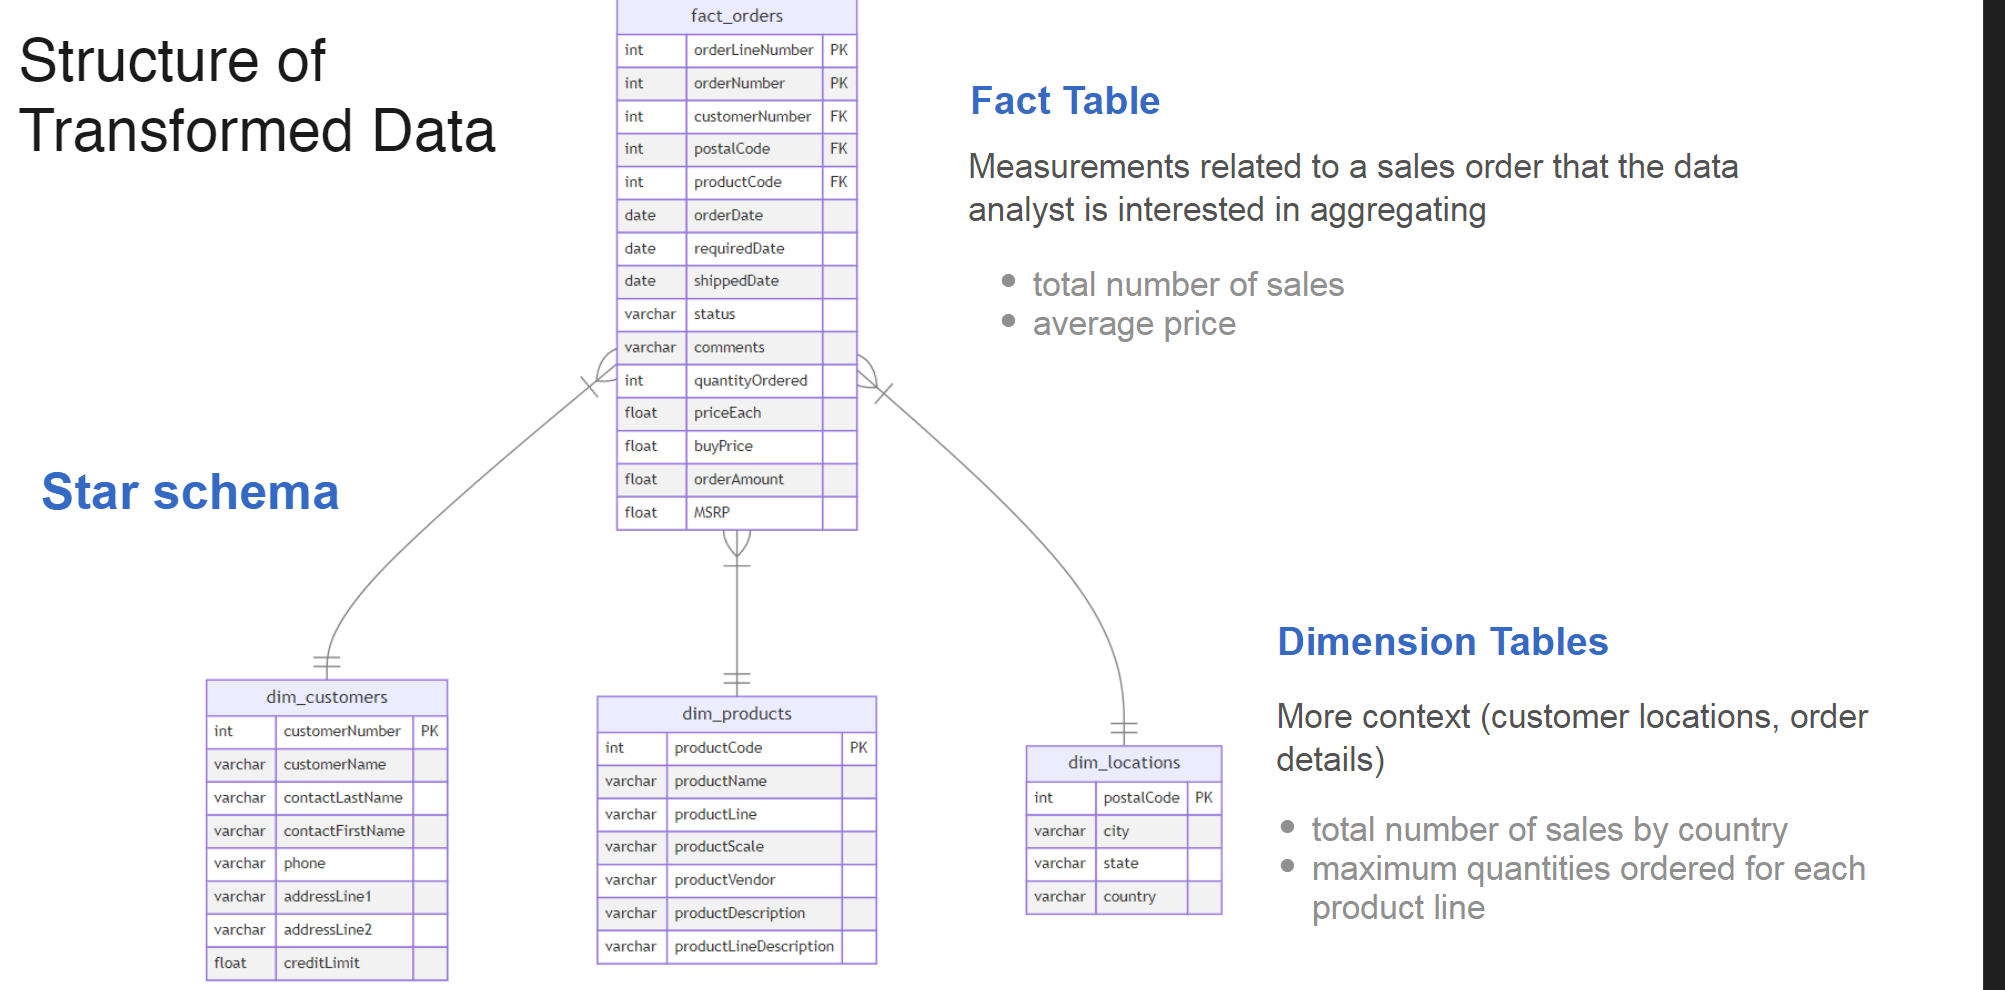 Structure of
Transformed Data
fact_orders
int orderLineNumber PK
int orderNumber PK
int customerNumber FK
int postalCode FK
int productCode FK
date orderDate
date requiredDate
date shippedDate
varchar status
varchar comments
int quantityOrdered
float priceEach
float buyPrice
float orderAmount
float MSRP
Fact Table
Measurements related to a sales order that the data
analyst is interested in aggregating
• total number of sales
• average price
Star schema
dim_customers
int customerNumber PK
varchar customerName
varchar contactLastName
varchar contactFirstName
varchar phone
varchar addressLine1
varchar addressLine2
float creditLimit
dim_products
int productCode PK
varchar productName
varchar productLine
varchar productScale
varchar productVendor
varchar productDescription
varchar productLineDescription
dim_locations
int postalCode PK
varchar city
varchar state
varchar country
Dimension Tables
More context (customer locations, order
details)
• total number of sales by country
• maximum quantities ordered for each
product line